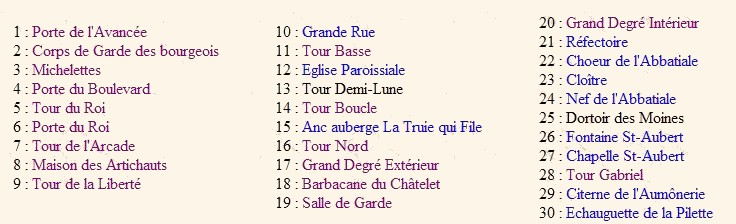 1 : Porte de l'Avancée
2 : Corps de Garde des bourgeois
3 : Michelettes
4 : Porte du Boulevard
5 : Tour du Roi
6 : Porte du Roi
7 : Tour de l'Arcade
8 : Maison des Artichauts
9 : Tour de la Liberté
10 : Grande Rue
11 : Tour Basse
12 : Eglise Paroissiale
13 : Tour Demi-Lune
14 : Tour Boucle
15 : Anc auberge La Truie qui File
16 : Tour Nord
17 : Grand Degré Extérieur
18 : Barbacane du Châtelet
19 : Salle de Garde
20 : Grand Degré Intérieur
21 : Réfectoire
22 : Choeur de l'Abbatiale
23 : Cloître
24 : Nef de l'Abbatiale
25 : Dortoir des Moines
26 : Fontaine St-Aubert
27 : Chapelle St-Aubert
28 : Tour Gabriel
29 : Citerne de l'Aumônerie
30 : Echauguette de la Pilette